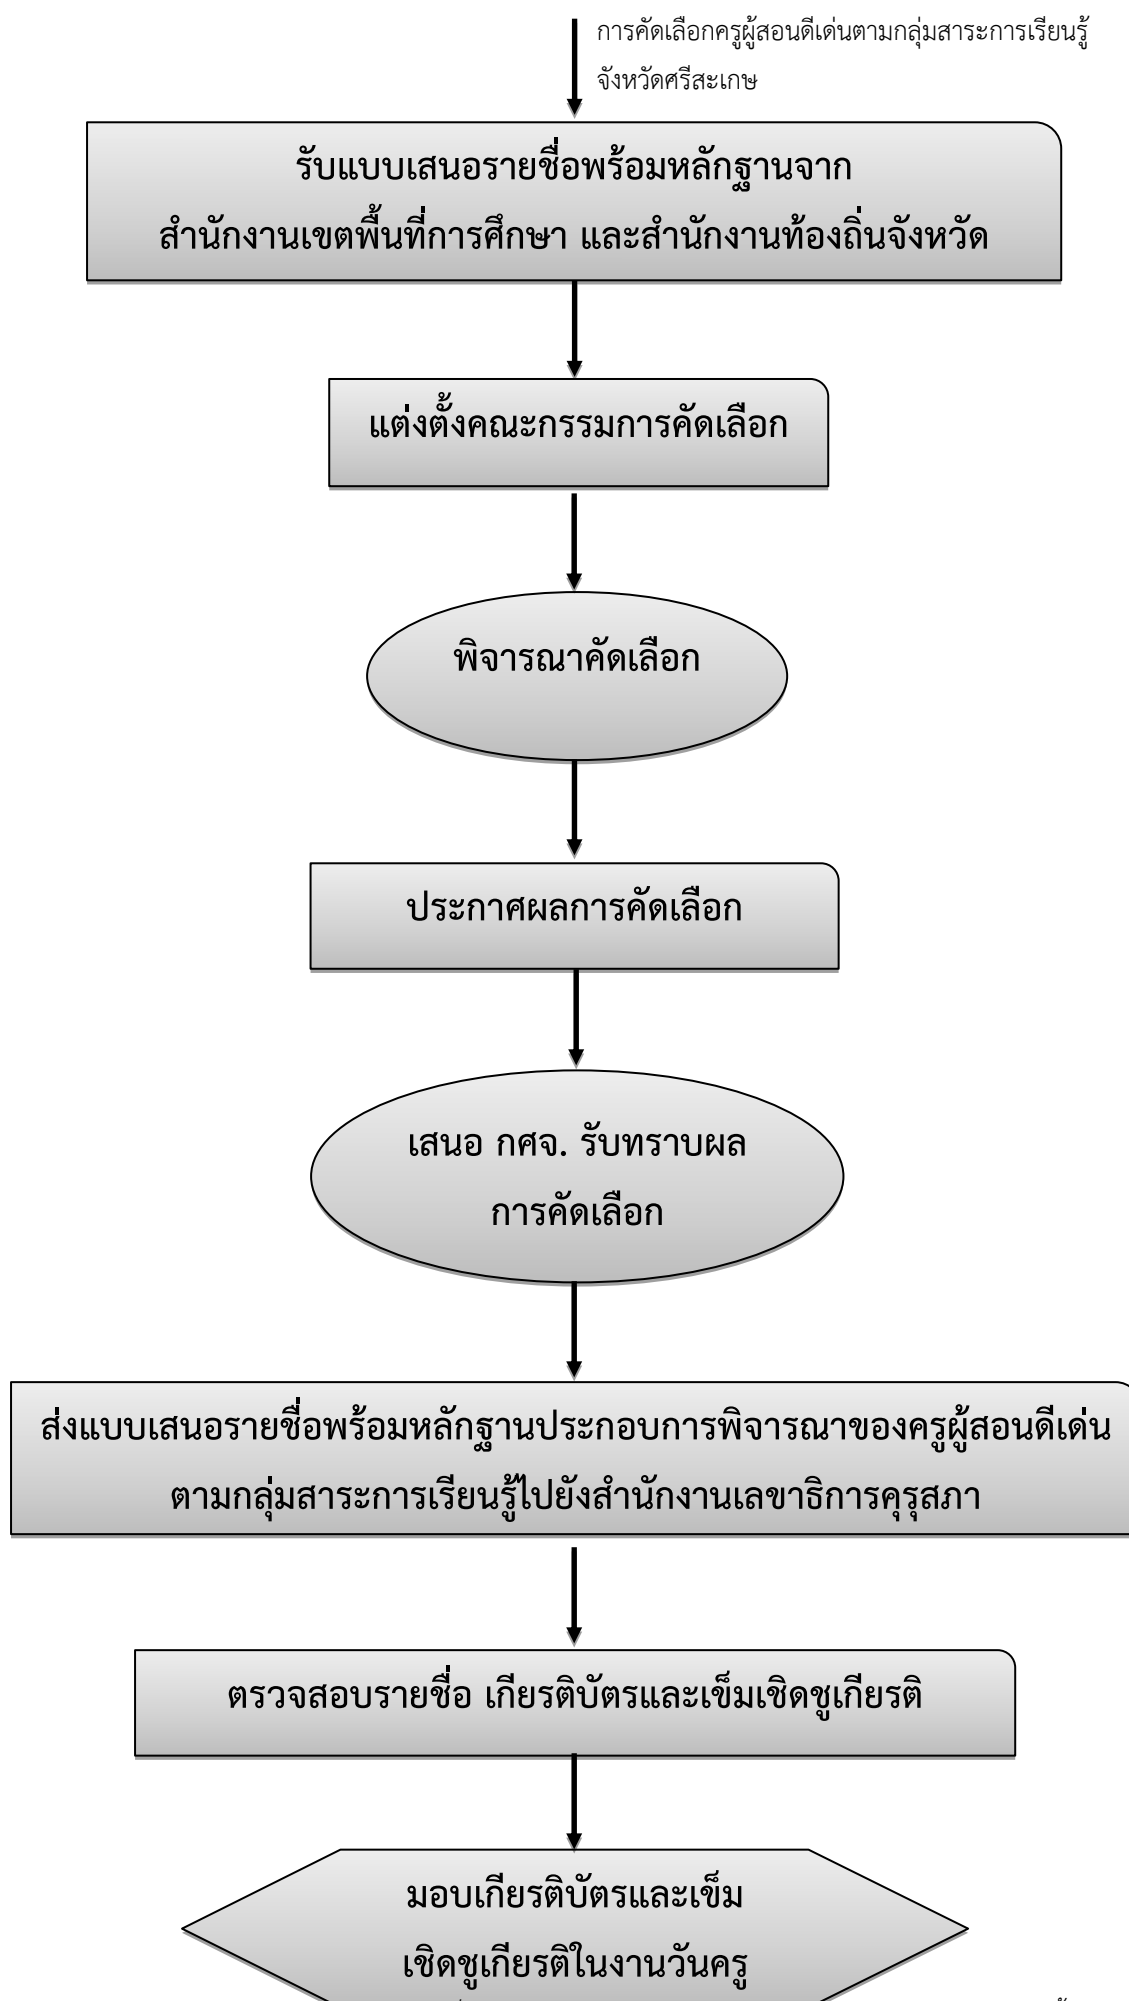 การคัดเลือกครูผู้สอนดีเด่นตามกลุ่มสาระการเรียนรู้
จังหวัดศรีสะเกษ
รับแบบเสนอรายชื่อพร้อมหลักฐานจาก
สำนักงานเขตพื้นที่การศึกษา และสำนักงานท้องถิ่นจังหวัด
แต่งตั้งคณะกรรมการคัดเลือก
พิจารณาคัดเลือก
ประกาศผลการคัดเลือก
เสนอ กศจ. รับทราบผล
การคัดเลือก
ส่งแบบเสนอรายชื่อพร้อมหลักฐานประกอบการพิจารณาของครูผู้สอนดีเด่น
ตามกลุ่มสาระการเรียนรู้ไปยังสำนักงานเลขาธิการคุรุสภา
ตรวจสอบรายชื่อ เกียรติบัตรและเข็มเชิดชูเกียรติ
มอบเกียรติบัตรและเข็ม
เชิดชูเกียรติในงานวันครู